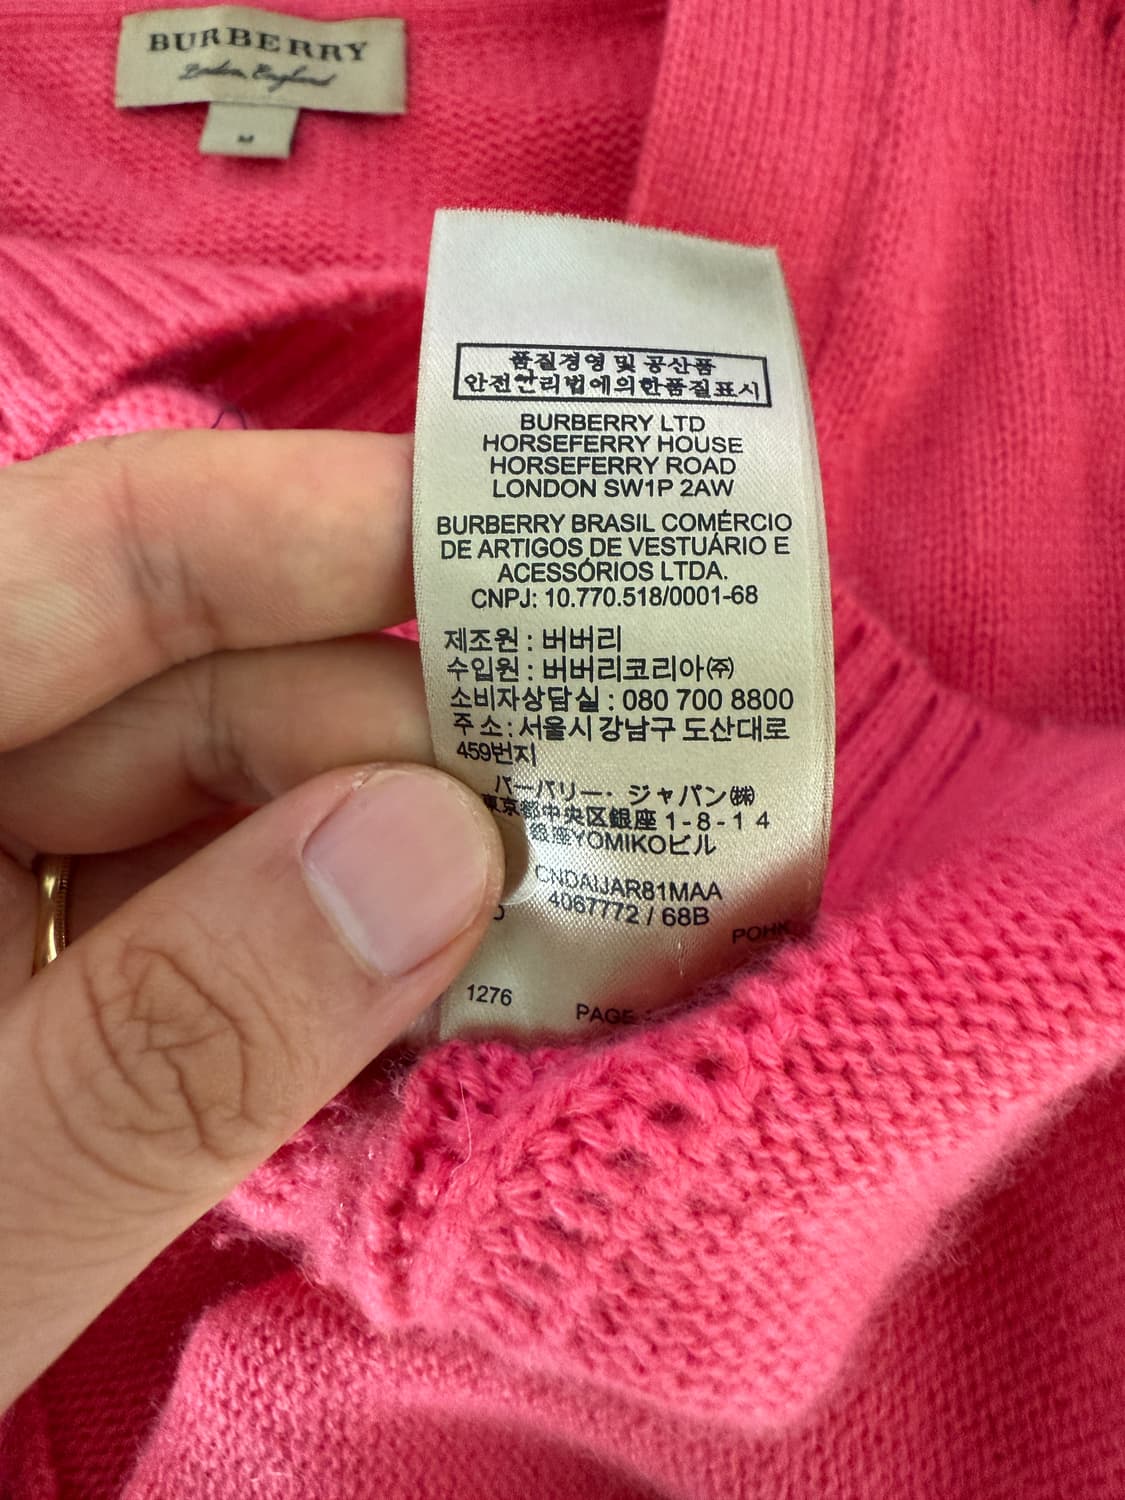 BURBERRY
London, England
M
품질경영 및 공산품
안전관리법에의한품질표시
BURBERRY LTD
HORSEFERRY HOUSE
HORSEFERRY ROAD
LONDON SW1P 2AW
BURBERRY BRASIL COMÉRCIO
DE ARTIGOS DE VESTUÁRIO E
ACESSÓRIOS LTDA.
CNPJ: 10.770.518/0001-68
제조원 : 버버리
수입원 : 버버리코리아㈜
소비자상담실 : 080 700 8800
주 소 : 서울시 강남구 도산대로
459번지
バーバリー・ジャパン㈱
東京都中央区銀座 1-8-14
銀座YOMIKOビル
CNDAIJAR81MAA
4067772 / 68B
1276
PAGE